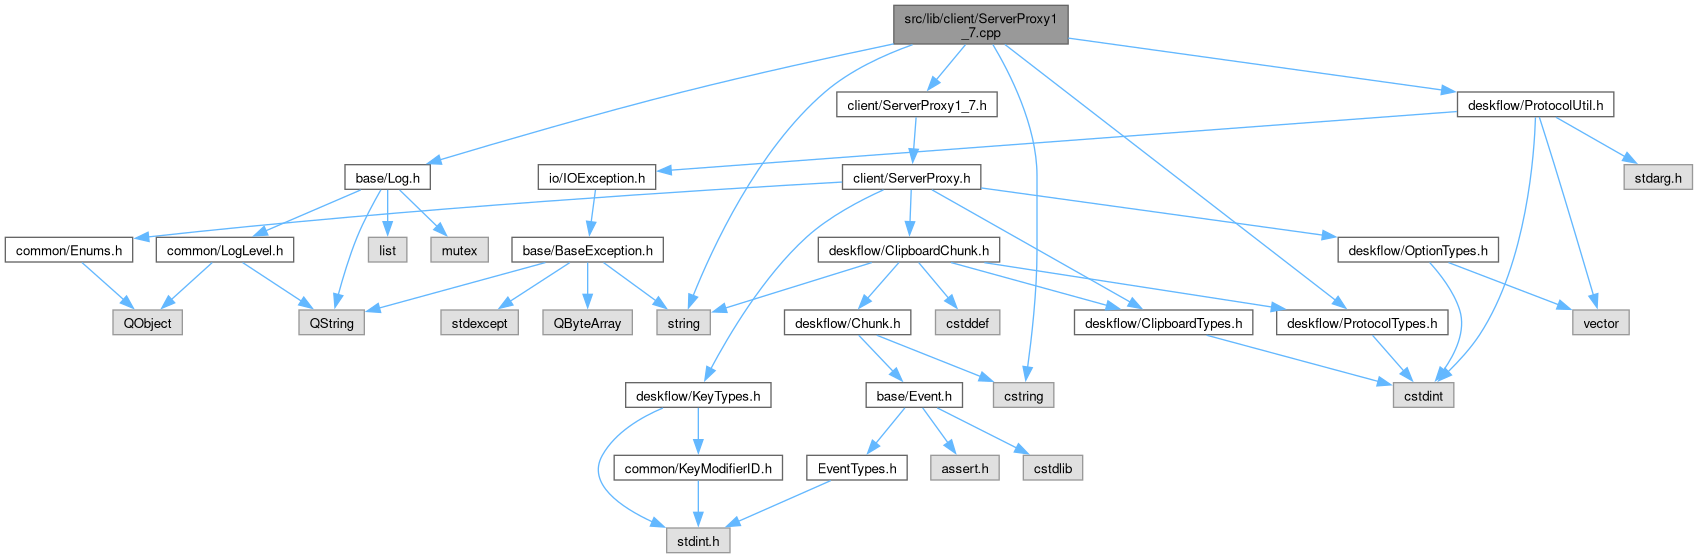 src/lib/client/ServerProxy1
_7.cpp
client/ServerProxy1_7.h
deskflow/ProtocolUtil.h
base/Log.h
io/IOException.h
client/ServerProxy.h
stdarg.h
common/Enums.h
common/LogLevel.h
list
mutex
base/BaseException.h
deskflow/ClipboardChunk.h
deskflow/OptionTypes.h
QObject
QString
stdexcept
QByteArray
string
deskflow/Chunk.h
cstddef
deskflow/ClipboardTypes.h
deskflow/ProtocolTypes.h
vector
deskflow/KeyTypes.h
base/Event.h
cstring
cstdint
common/KeyModifierID.h
EventTypes.h
assert.h
cstdlib
stdint.h